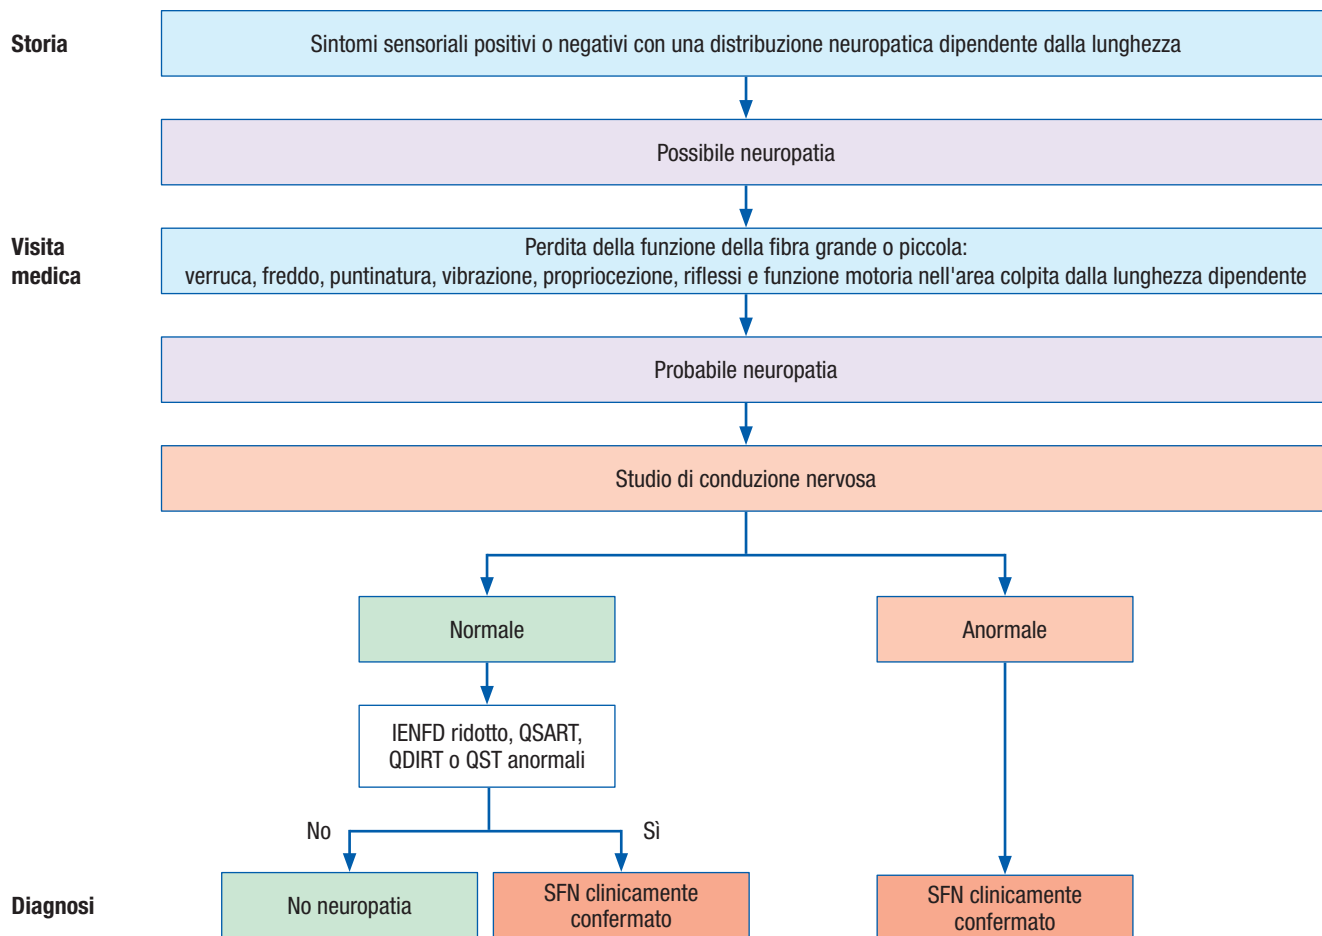 Storia
Sintomi sensoriali positivi o negativi con una distribuzione neuropatica dipendente dalla lunghezza
Possibile neuropatia
Visita
medica
Perdita della funzione della fibra grande o piccola:
verruca, freddo, puntinatura, vibrazione, propriocezione, riflessi e funzione motoria nell'area colpita dalla lunghezza dipendente
Probabile neuropatia
Studio di conduzione nervosa
Normale
Anormale
IENFD ridotto, QSART,
QDIRT o QST anormali
No
Sì
Diagnosi
No neuropatia
SFN clinicamente
confermato
SFN clinicamente
confermato